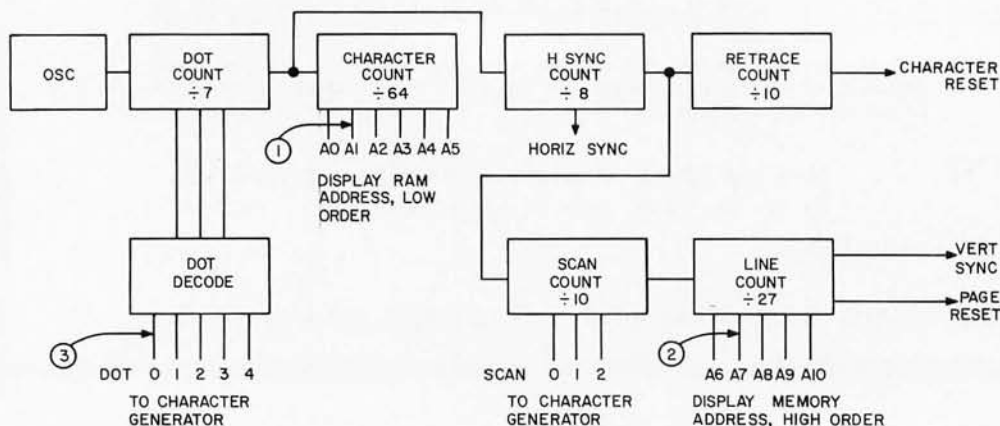 OSC
DOT
COUNT
÷7
CHARACTER
COUNT
÷64
H SYNC
COUNT
÷ 8
RETRACE
COUNT
÷10
CHARACTER
RESET
1
A0 A1 A2 A3 A4 A5
DISPLAY RAM
ADDRESS, LOW
ORDER
HORIZ SYNC
DOT
DECODE
SCAN
COUNT
÷10
LINE
COUNT
÷27
VERT
SYNC
PAGE
RESET
3
2
DOT 0 1 2 3 4
TO CHARACTER
GENERATOR
SCAN 0 1 2
TO CHARACTER
GENERATOR
A6 A7 A8 A9 A10
DISPLAY MEMORY
ADDRESS, HIGH ORDER